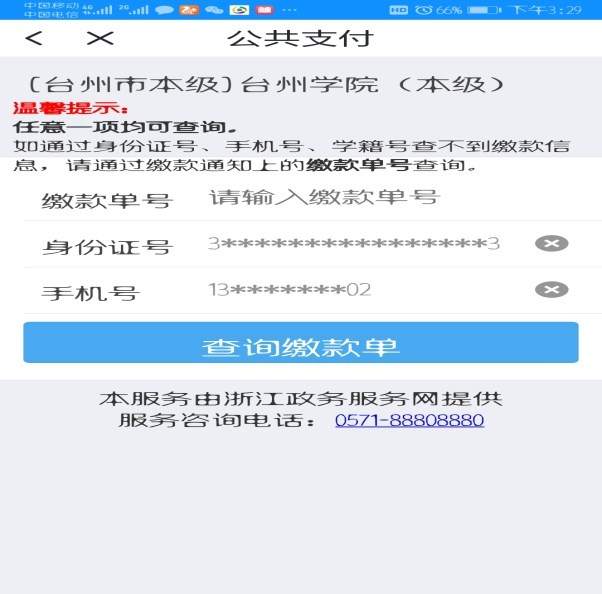 中国移动 4G 2G HD 66% 下午3:29
中国电信
公共支付
〔台州市本级〕台州学院（本级）
温馨提示：
任意一项均可查询。
如通过身份证号、手机号、学籍号查不到缴款信
息，请通过缴款通知上的缴款单号查询。
缴款单号 请输入缴款单号
身份证号 3****************3
手机号 13*******02
查询缴款单
本服务由浙江政务服务网提供
服务咨询电话： 0571-88808880